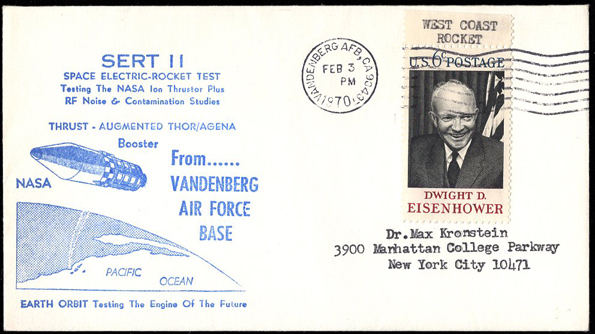 SERT II
SPACE ELECTRIC-ROCKET TEST
Testing The NASA Ion Thrustor Plus
RF Noise & Contamination Studies
THRUST - AUGMENTED THOR/AGENA
Booster
NASA
From......
VANDENBERG
AIR FORCE
BASE
PACIFIC OCEAN
EARTH ORBIT Testing The Engine Of The Future
VANDENBERG AFB, CA 93437
FEB 3
PM
1970
WEST COAST
ROCKET
U.S. 6c POSTAGE
DWIGHT D.
EISENHOWER
Dr. Max Kronstein
3900 Manhattan College Parkway
New York City 10471